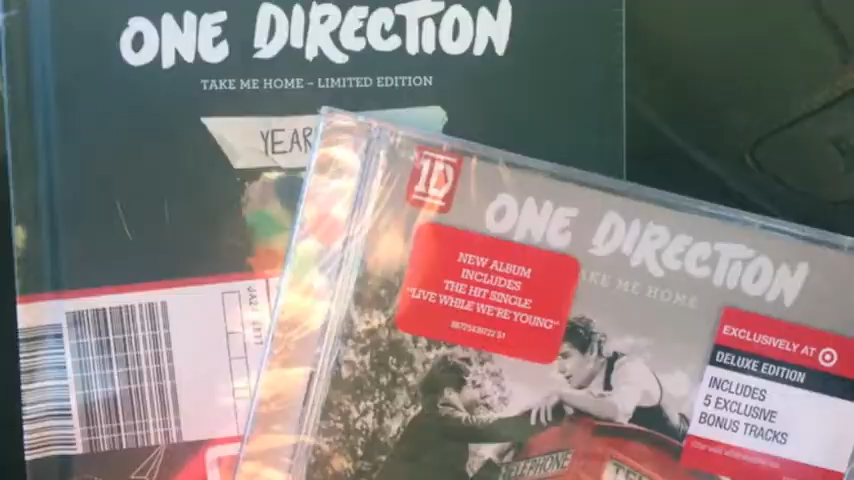 ONE DIRECTION
TAKE ME HOME – LIMITED EDITION
YEAR
1D
ONE DIRECTION
TAKE ME HOME
NEW ALBUM
INCLUDES
THE HIT SINGLE
"LIVE WHILE WE'RE YOUNG"
EXCLUSIVELY AT
DELUXE EDITION
INCLUDES
5 EXCLUSIVE
BONUS TRACKS
TELEPHONE